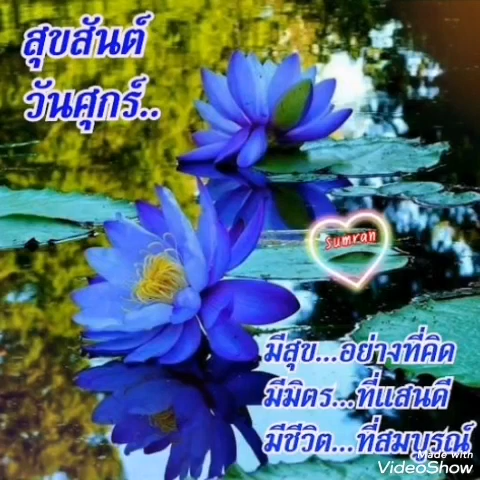 สุขสันต์
วันศุกร์..
sumran
มีสุข...อย่างที่คิด
มีมิตร...ที่แสนดี
มีชีวิต...ที่สมบูรณ์
Made with
VideoShow